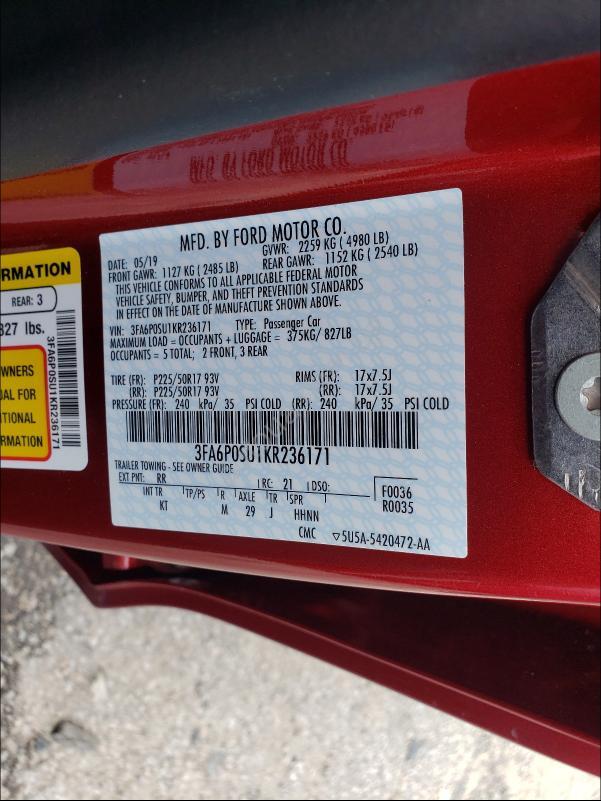 MFD. BY FORD MOTOR CO.
DATE: 05/19 GVWR: 2259 KG ( 4980 LB)
FRONT GAWR: 1127 KG ( 2485 LB) REAR GAWR: 1152 KG ( 2540 LB)
THIS VEHICLE CONFORMS TO ALL APPLICABLE FEDERAL MOTOR
VEHICLE SAFETY, BUMPER, AND THEFT PREVENTION STANDARDS
IN EFFECT ON THE DATE OF MANUFACTURE SHOWN ABOVE.
VIN: 3FA6P0SU1KR236171 TYPE: Passenger Car
MAXIMUM LOAD = OCCUPANTS + LUGGAGE = 375KG/ 827LB
OCCUPANTS = 5 TOTAL; 2 FRONT, 3 REAR
TIRE (FR): P225/50R17 93V RIMS (FR): 17x7.5J
(RR): P225/50R17 93V (RR): 17x7.5J
PRESSURE (FR): 240 kPa/ 35 PSI COLD (RR): 240 kPa/ 35 PSI COLD
3FA6P0SU1KR236171
TRAILER TOWING - SEE OWNER GUIDE
EXT PNT: RR RC: 21 DSO: F0036
INT TR TP/PS R AXLE TR SPR R0035
KT M 29 J HHNN
CMC ▽5U5A-5420472-AA
ORMATION
REAR: 3
827 lbs.
WNERS
UAL FOR
TIONAL
RMATION
3FA6P0SU1KR236171